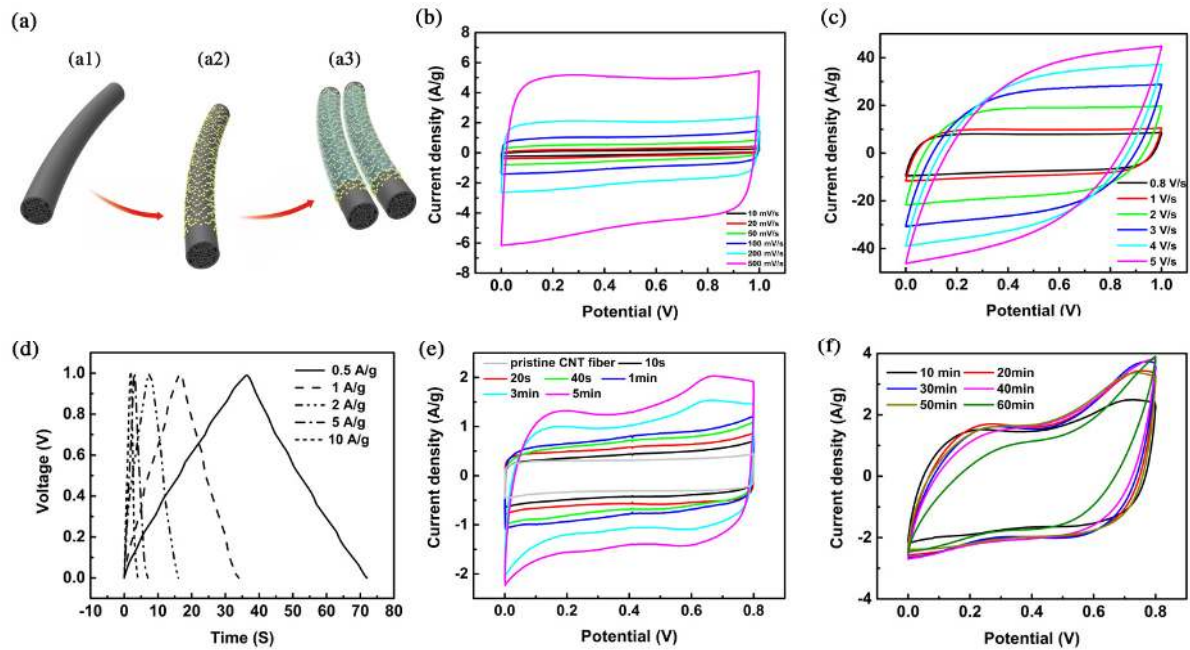 (a)
(a1)
(a2)
(a3)
(b)
Current density (A/g)
8
6
4
2
0
-2
-4
-6
-8
10 mV/s
20 mV/s
50 mV/s
100 mV/s
200 mV/s
500 mV/s
0.0 0.2 0.4 0.6 0.8 1.0
Potential (V)
(c)
Current density (A/g)
40
20
0
-20
-40
0.8 V/s
1 V/s
2 V/s
3 V/s
4 V/s
5 V/s
0.0 0.2 0.4 0.6 0.8 1.0
Potential (V)
(d)
Voltage (V)
1.0
0.8
0.6
0.4
0.2
0.0
0.5 A/g
1 A/g
2 A/g
5 A/g
10 A/g
-10 0 10 20 30 40 50 60 70 80
Time (S)
(e)
Current density (A/g)
2
1
0
-1
-2
pristine CNT fiber 10s
20s 40s 1min
3min 5min
0.0 0.2 0.4 0.6 0.8
Potential (V)
(f)
Current density (A/g)
4
2
0
-2
-4
10 min 20min
30min 40min
50min 60min
0.0 0.2 0.4 0.6 0.8
Potential (V)